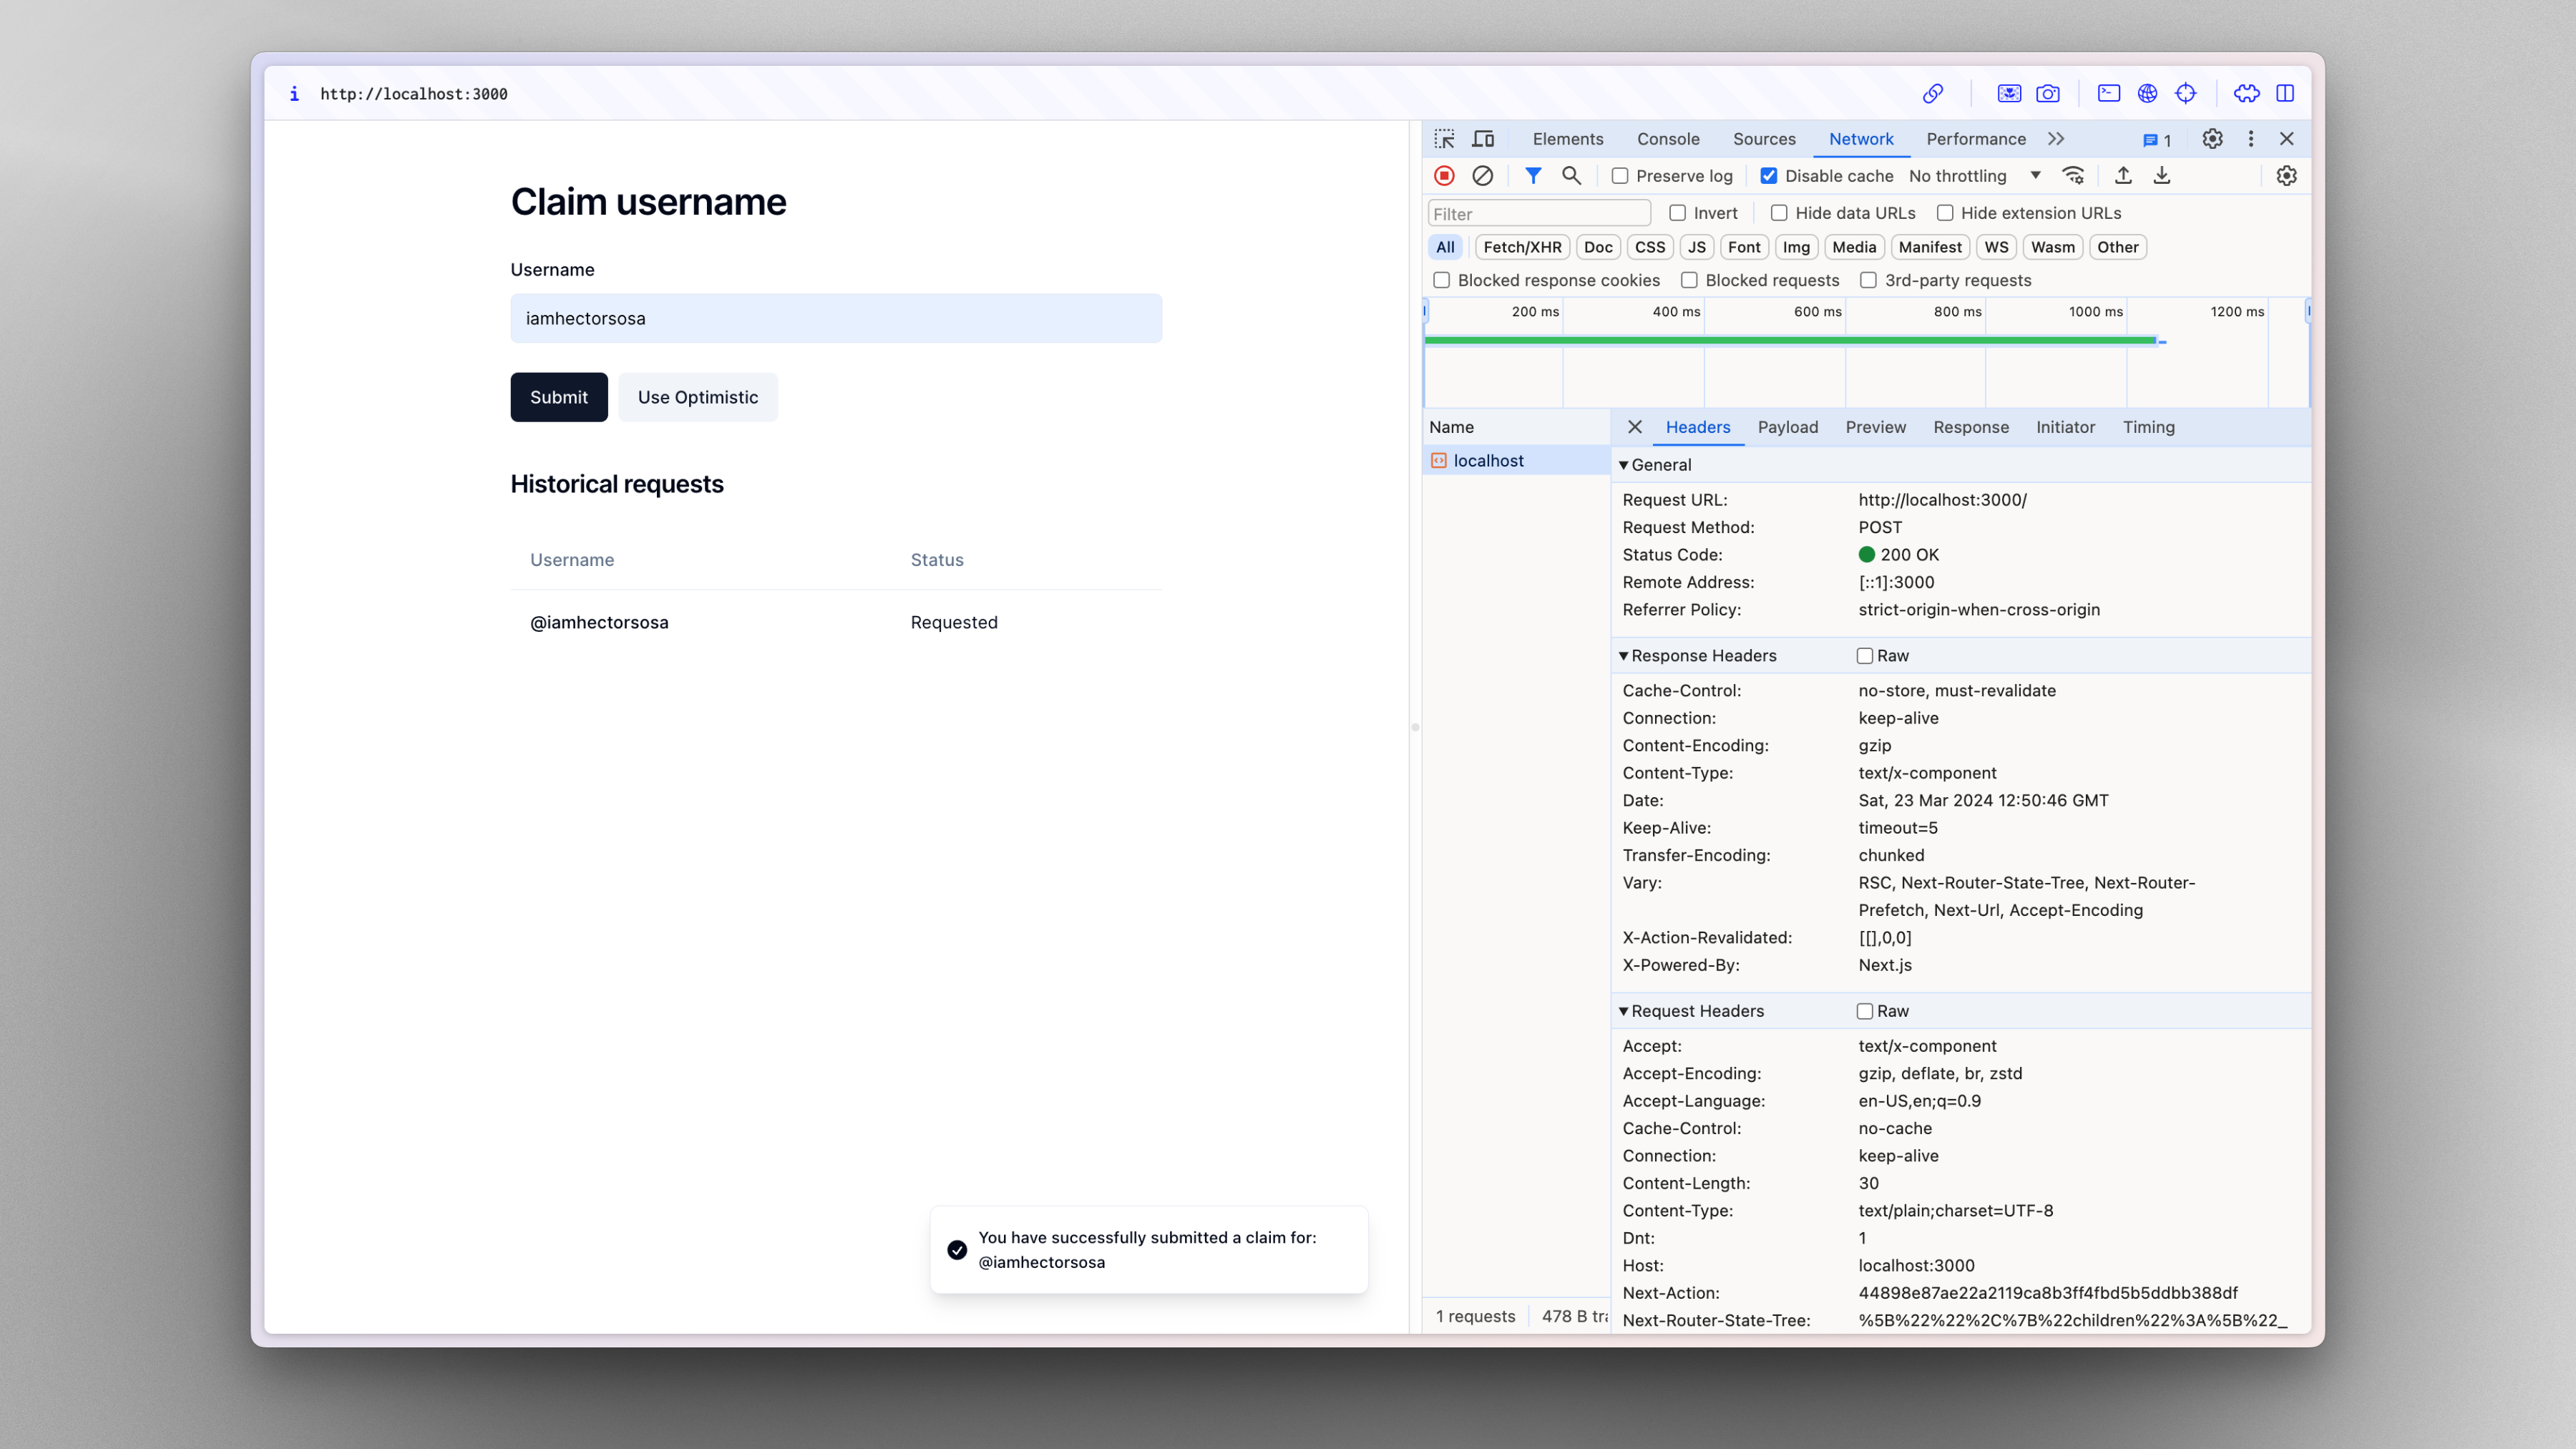 http://localhost:3000
Claim username
Username
iamhectorsosa
Submit
Use Optimistic
Historical requests
Username Status
@iamhectorsosa Requested
You have successfully submitted a claim for:
@iamhectorsosa
Elements Console Sources Network Performance 1
Preserve log Disable cache No throttling
Filter Invert Hide data URLs Hide extension URLs
All Fetch/XHR Doc CSS JS Font Img Media Manifest WS Wasm Other
Blocked response cookies Blocked requests 3rd-party requests
200 ms 400 ms 600 ms 800 ms 1000 ms 1200 ms
Name
localhost
1 requests 478 B tra
Headers Payload Preview Response Initiator Timing
General
Request URL: http://localhost:3000/
Request Method: POST
Status Code: 200 OK
Remote Address: [::1]:3000
Referrer Policy: strict-origin-when-cross-origin
Response Headers Raw
Cache-Control: no-store, must-revalidate
Connection: keep-alive
Content-Encoding: gzip
Content-Type: text/x-component
Date: Sat, 23 Mar 2024 12:50:46 GMT
Keep-Alive: timeout=5
Transfer-Encoding: chunked
Vary: RSC, Next-Router-State-Tree, Next-Router-
Prefetch, Next-Url, Accept-Encoding
X-Action-Revalidated: [[],0,0]
X-Powered-By: Next.js
Request Headers Raw
Accept: text/x-component
Accept-Encoding: gzip, deflate, br, zstd
Accept-Language: en-US,en;q=0.9
Cache-Control: no-cache
Connection: keep-alive
Content-Length: 30
Content-Type: text/plain;charset=UTF-8
Dnt: 1
Host: localhost:3000
Next-Action: 44898e87ae22a2119ca8b3ff4fbd5b5ddbb388df
Next-Router-State-Tree: %5B%22%22%2C%7B%22children%22%3A%5B%22_